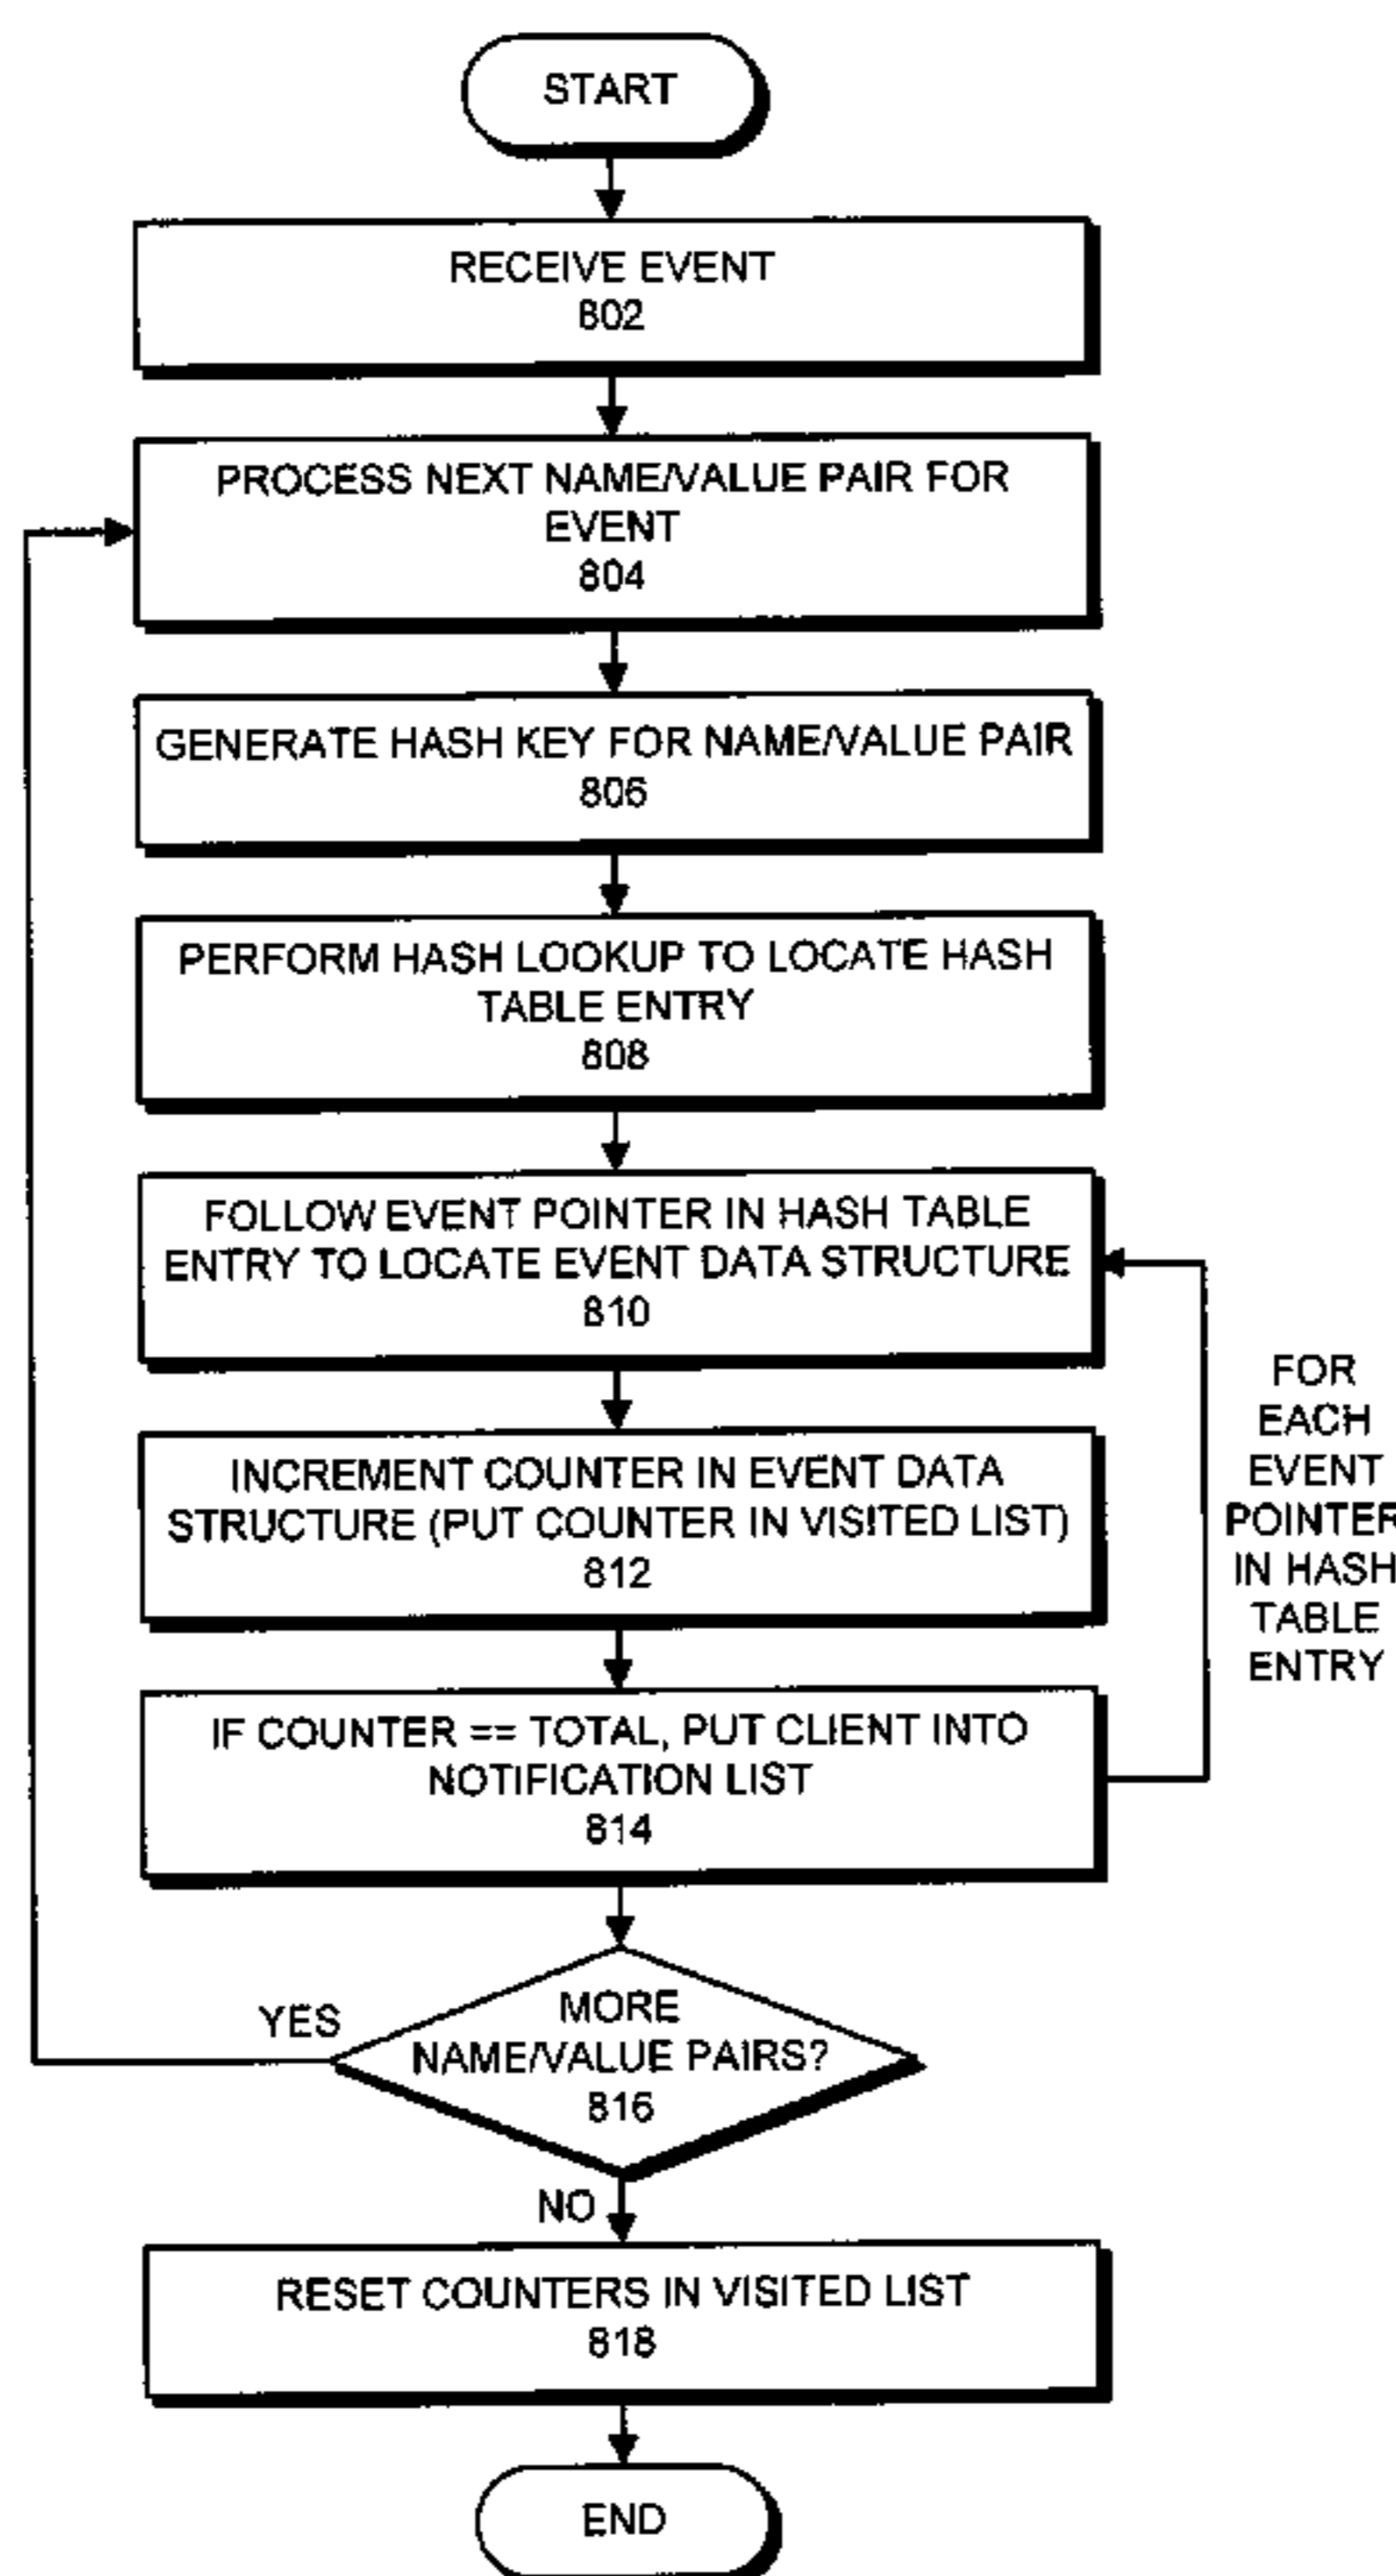 START
RECEIVE EVENT
802
PROCESS NEXT NAME/VALUE PAIR FOR
EVENT
804
GENERATE HASH KEY FOR NAME/VALUE PAIR
806
PERFORM HASH LOOKUP TO LOCATE HASH
TABLE ENTRY
808
FOLLOW EVENT POINTER IN HASH TABLE
ENTRY TO LOCATE EVENT DATA STRUCTURE
810
INCREMENT COUNTER IN EVENT DATA
STRUCTURE (PUT COUNTER IN VISITED LIST)
812
IF COUNTER == TOTAL, PUT CLIENT INTO
NOTIFICATION LIST
814
FOR
EACH
EVENT
POINTER
IN HASH
TABLE
ENTRY
YES
MORE
NAME/VALUE PAIRS?
816
NO
RESET COUNTERS IN VISITED LIST
818
END